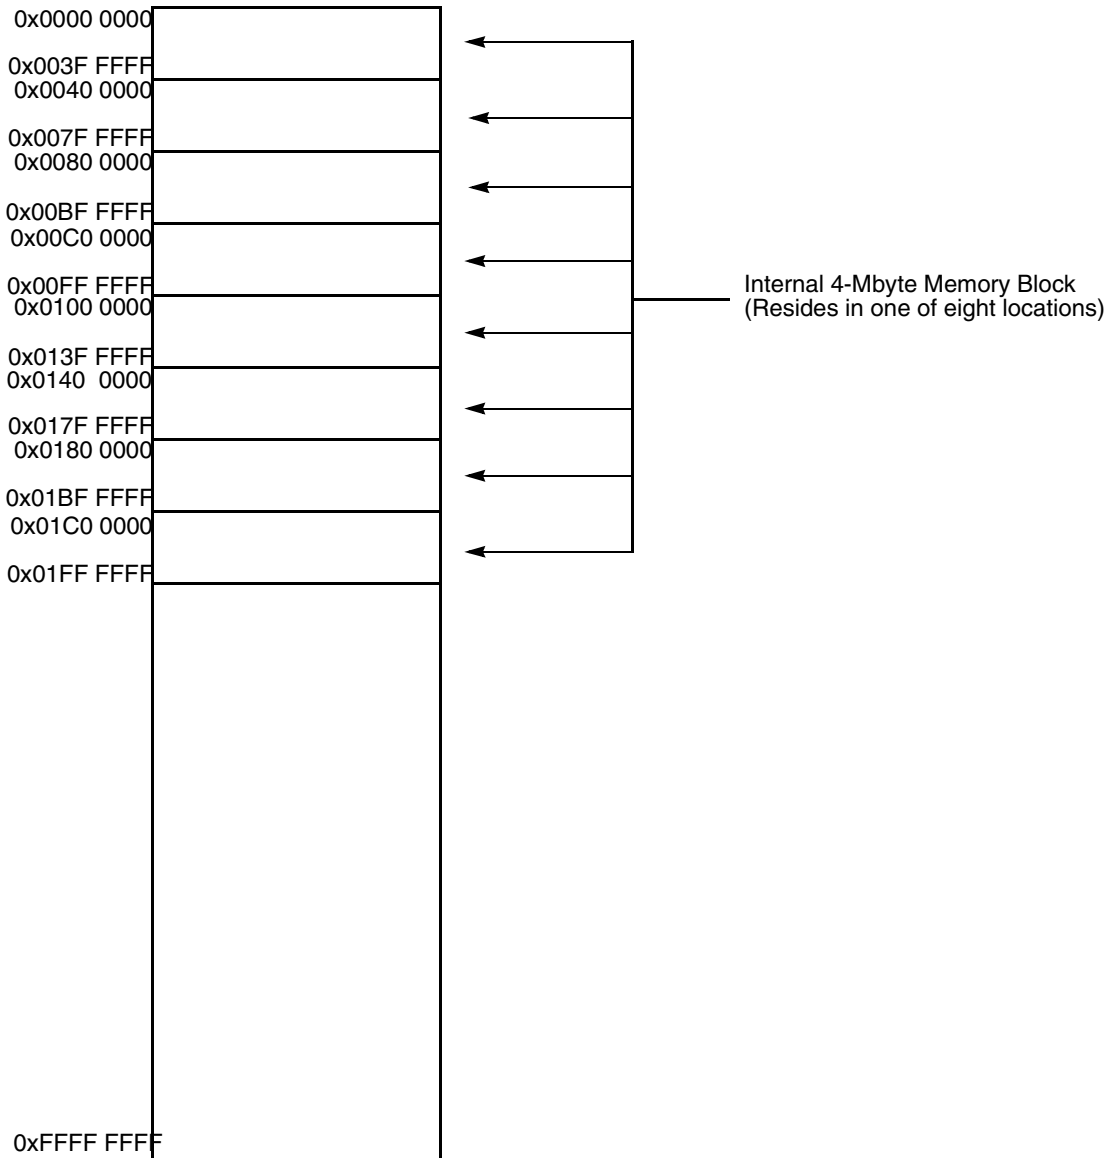 0x0000 0000
0x003F FFFF
0x0040 0000
0x007F FFFF
0x0080 0000
0x00BF FFFF
0x00C0 0000
0x00FF FFFF
0x0100 0000
0x013F FFFF
0x0140  0000
0x017F FFFF
0x0180 0000
0x01BF FFFF
0x01C0 0000
0x01FF FFFF
0xFFFF FFFF
Internal 4-Mbyte Memory Block
(Resides in one of eight locations)